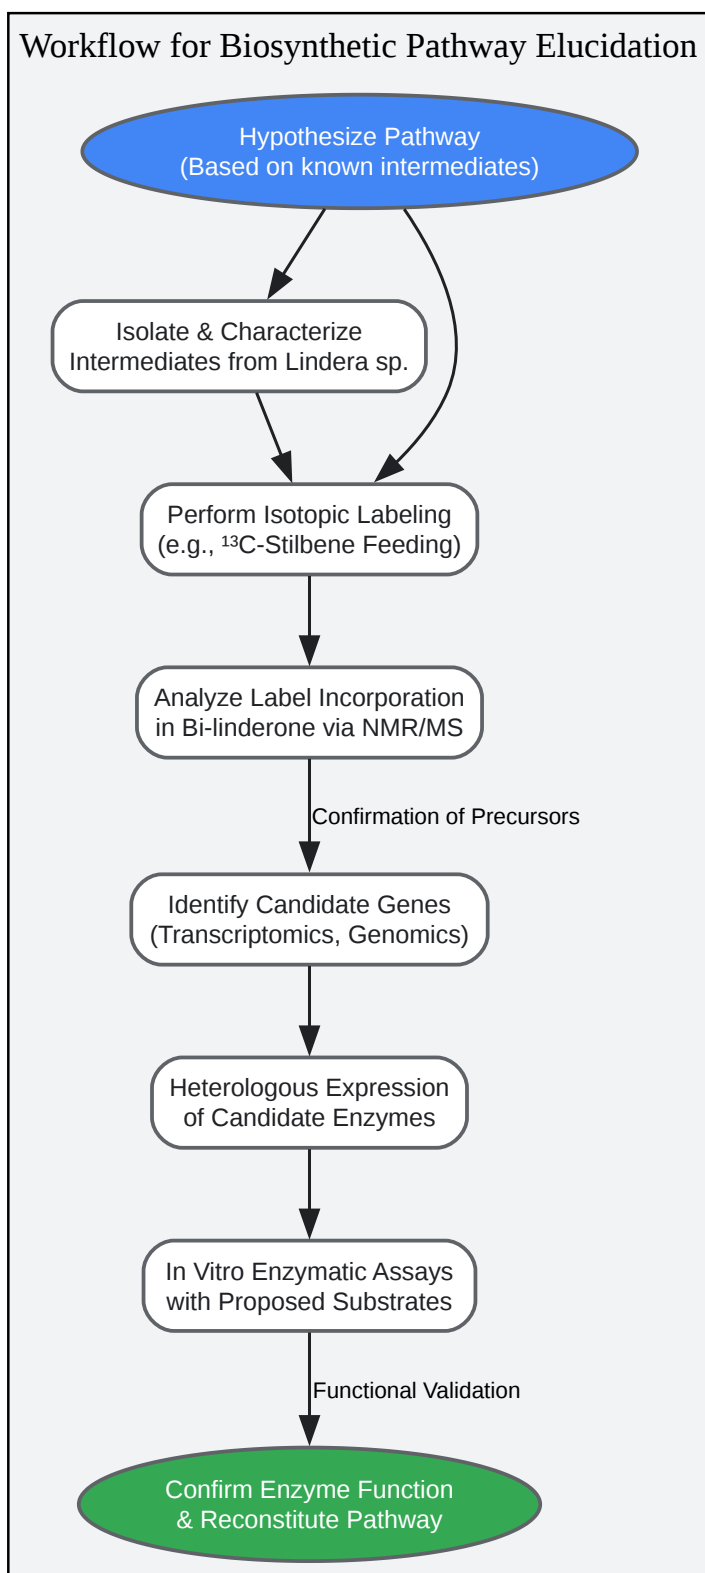 Workflow for Biosynthetic Pathway Elucidation
Hypothesize Pathway
(Based on known intermediates)
Isolate & Characterize
Intermediates from Lindera sp.
Perform Isotopic Labeling
(e.g., ¹³C-Stilbene Feeding)
Analyze Label Incorporation
in Bi-linderone via NMR/MS
Confirmation of Precursors
Identify Candidate Genes
(Transcriptomics, Genomics)
Heterologous Expression
of Candidate Enzymes
In Vitro Enzymatic Assays
with Proposed Substrates
Functional Validation
Confirm Enzyme Function
& Reconstitute Pathway